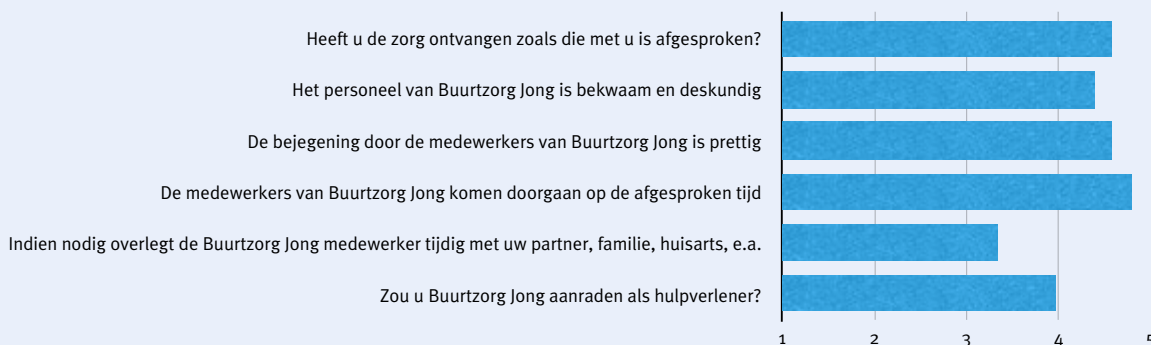 Heeft u de zorg ontvangen zoals die met u is afgesproken?
Het personeel van Buurtzorg Jong is bekwaam en deskundig
De bejegening door de medewerkers van Buurtzorg Jong is prettig
De medewerkers van Buurtzorg Jong komen doorgaan op de afgesproken tijd
Indien nodig overlegt de Buurtzorg Jong medewerker tijdig met uw partner, familie, huisarts, e.a.
Zou u Buurtzorg Jong aanraden als hulpverlener?
1 2 3 4 5